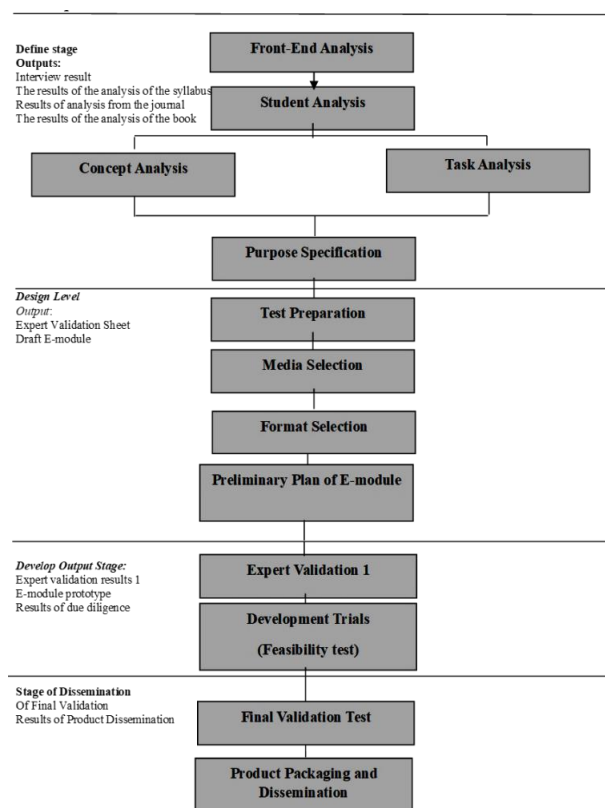 Define stage
Outputs:
Interview result
The results of the analysis of the syllabus
Results of analysis from the journal
The results of the analysis of the book
Front-End Analysis
Student Analysis
Concept Analysis
Task Analysis
Purpose Specification
Design Level
Output:
Expert Validation Sheet
Draft E-module
Test Preparation
Media Selection
Format Selection
Preliminary Plan of E-module
Develop Output Stage:
Expert validation results 1
E-module prototype
Results of due diligence
Expert Validation 1
Development Trials
(Feasibility test)
Stage of Dissemination
Of Final Validation
Results of Product Dissemination
Final Validation Test
Product Packaging and
Dissemination